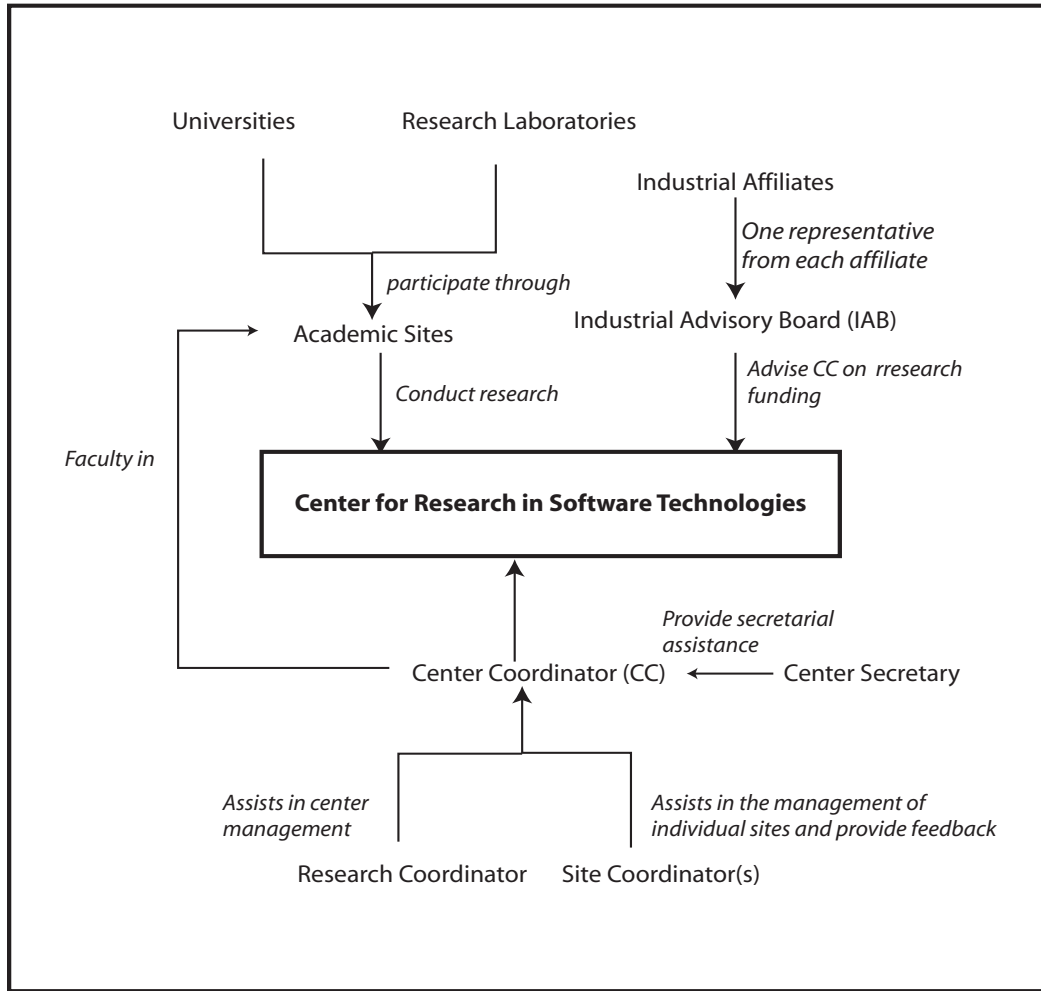 Universities
Research Laboratories
Industrial Affiliates
One representative
from each affiliate
participate through
Industrial Advisory Board (IAB)
Academic Sites
Advise CC on  rresearch
funding
Conduct research
Faculty in
Center for Research in Software Technologies
Provide secretarial
assistance
Center Coordinator (CC)
Center Secretary
Assists in center
management
Assists in the management of
individual sites and provide feedback
Research Coordinator
Site Coordinator(s)